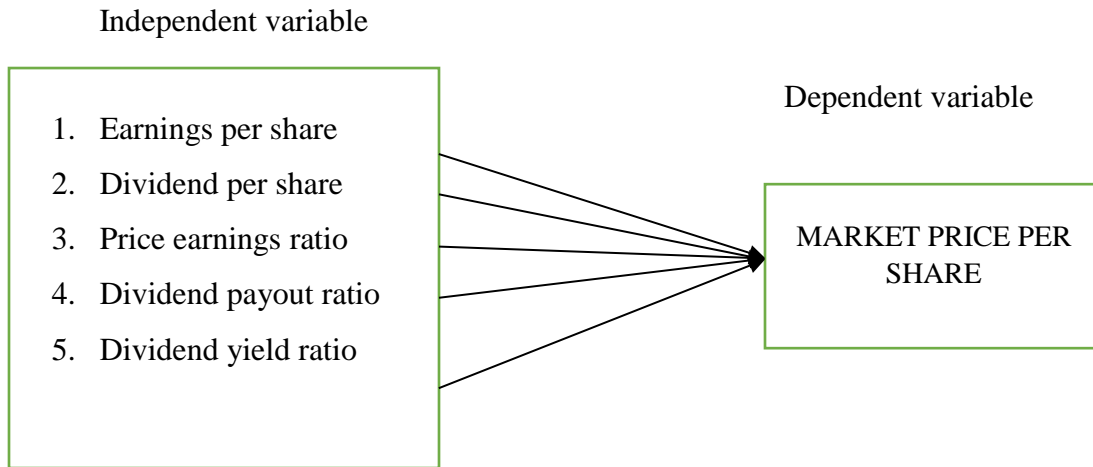 Independent variable
Dependent variable
1. Earnings per share
2. Dividend per share
3. Price earnings ratio
4. Dividend payout ratio
5. Dividend yield ratio
MARKET PRICE PER
SHARE